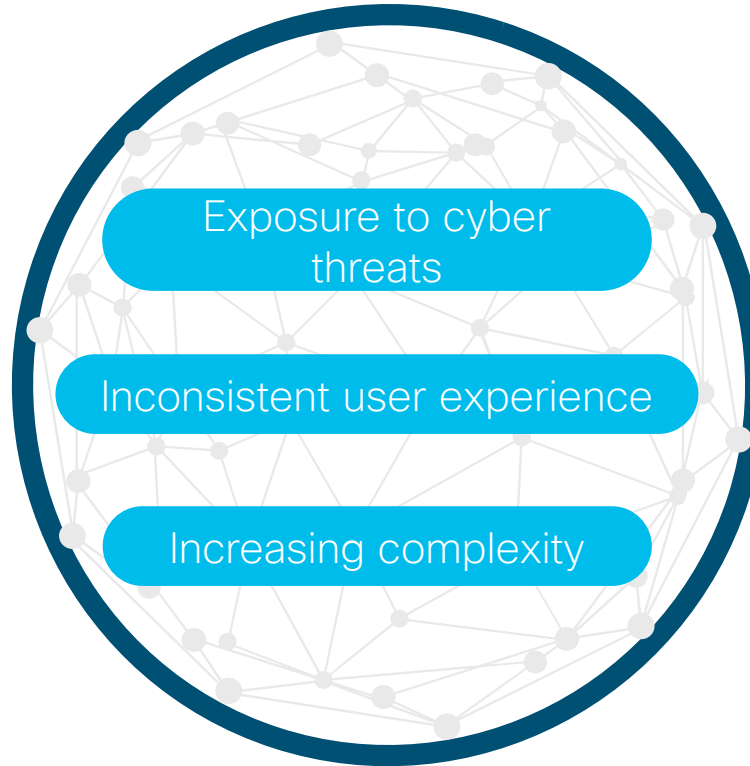 Exposure to cyber
threats
Inconsistent user experience
Increasing complexity